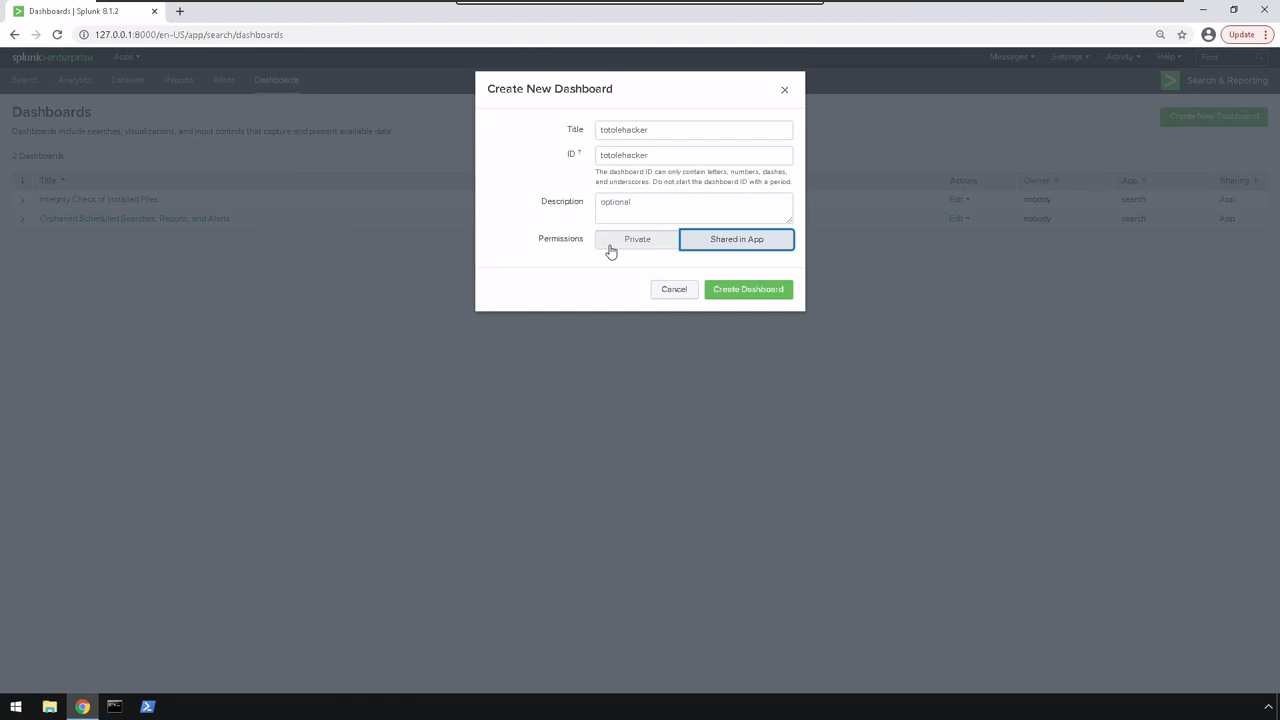 Dashboards | Splunk 8.1.2
127.0.0.1:8000/en-US/app/search/dashboards
Update
splunk>enterprise Apps Messages Settings Activity Help Find
Search Analytics Datasets Reports Alerts Dashboards Search & Reporting
Create New Dashboard
Dashboards
Dashboards include searches, visualizations, and input controls that capture and present available data.
Create New Dashboard
2 Dashboards
i Title Actions Owner App Sharing
Integrity Check of Installed Files Edit nobody search App
Orphaned Scheduled Searches, Reports, and Alerts Edit nobody search App
Title totolehacker
ID ? totolehacker
The dashboard ID can only contain letters, numbers, dashes,
and underscores. Do not start the dashboard ID with a period.
Description optional
Permissions Private Shared in App
Cancel Create Dashboard